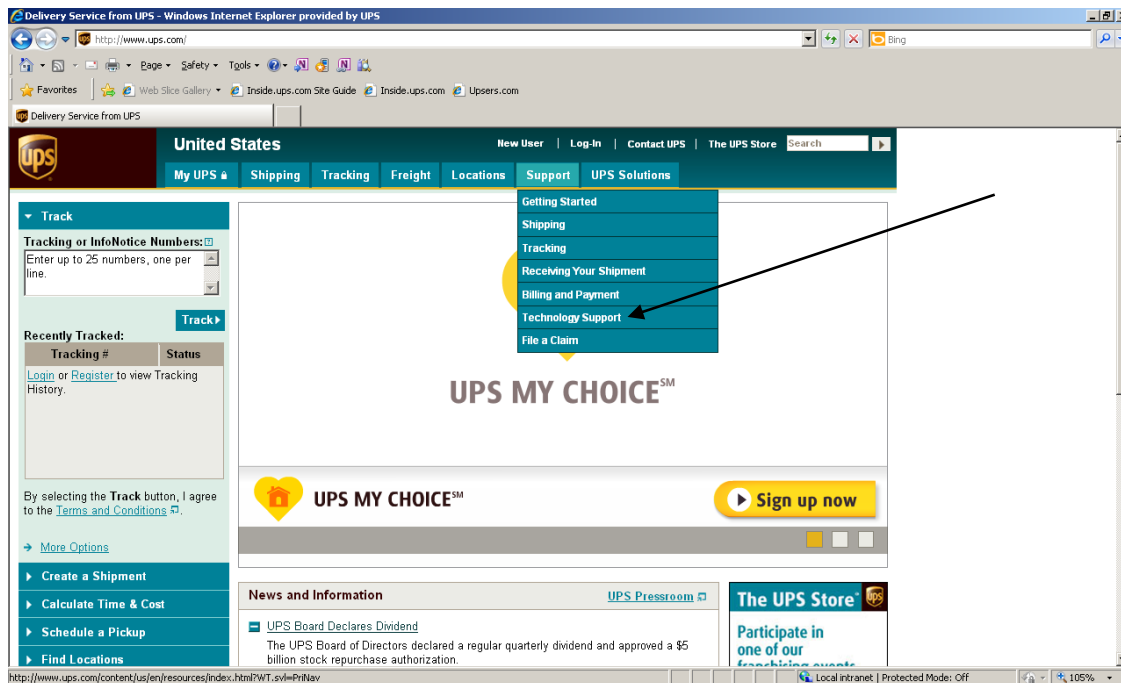 Delivery Service from UPS - Windows Internet Explorer provided by UPS
http://www.ups.com/
Bing
Page Safety Tools
Favorites Web Slice Gallery Inside.ups.com Site Guide Inside.ups.com Upsers.com
Delivery Service from UPS
ups
United States
New User | Log-In | Contact UPS | The UPS Store Search
My UPS Shipping Tracking Freight Locations Support UPS Solutions
Getting Started
Shipping
Tracking
Receiving Your Shipment
Billing and Payment
Technology Support
File a Claim
Track
Tracking or InfoNotice Numbers:
Enter up to 25 numbers, one per
line.
Track
Recently Tracked:
Tracking # Status
Login or Register to view Tracking
History.
By selecting the Track button, I agree
to the Terms and Conditions.
More Options
Create a Shipment
Calculate Time & Cost
Schedule a Pickup
Find Locations
UPS MY CHOICE℠
UPS MY CHOICE℠
Sign up now
News and Information
UPS Pressroom
UPS Board Declares Dividend
The UPS Board of Directors declared a regular quarterly dividend and approved a $5
billion stock repurchase authorization.
The UPS Store
Participate in
one of our
franchising events
http://www.ups.com/content/us/en/resources/index.html?WT.svl=PriNav
Local intranet | Protected Mode: Off
105%